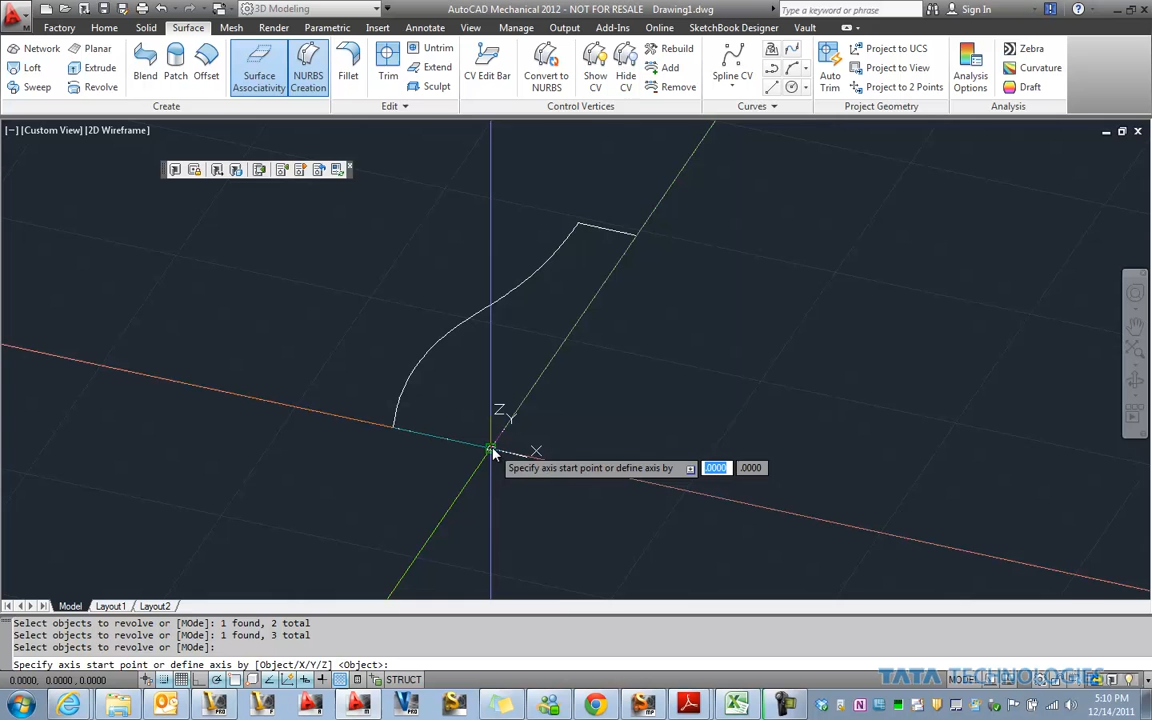 3D Modeling
AutoCAD Mechanical 2012 - NOT FOR RESALE Drawing1.dwg
Type a keyword or phrase
Sign In
Factory Home Solid Surface Mesh Render Parametric Insert Annotate View Manage Output Add-Ins SketchBook Designer Vault
Network Planar
Loft Extrude
Sweep Revolve
Blend Patch Offset
Surface
Associativity
NURBS
Creation
Fillet Trim
Untrim
Extend
Sculpt
CV Edit Bar
Convert to
NURBS
Show
CV
Hide
CV
Rebuild
Add
Remove
Spline CV
Auto
Trim
Project to UCS
Project to View
Project to 2 Points
Analysis
Options
Zebra
Curvature
Draft
Create Edit Control Vertices Curves Project Geometry Analysis
[−] [Custom View] [2D Wireframe]
Z
Y
X
Specify axis start point or define axis by .0000 .0000
Model Layout1 Layout2
Select objects to revolve or [MOde]: 1 found, 2 total
Select objects to revolve or [MOde]: 1 found, 3 total
Select objects to revolve or [MOde]:
Specify axis start point or define axis by [Object/X/Y/Z] <Object>:
0.0000, 0.0000 , 0.0000
STRUCT
TATA TECHNOLOGIES
MODEL
5:10 PM
12/14/2011